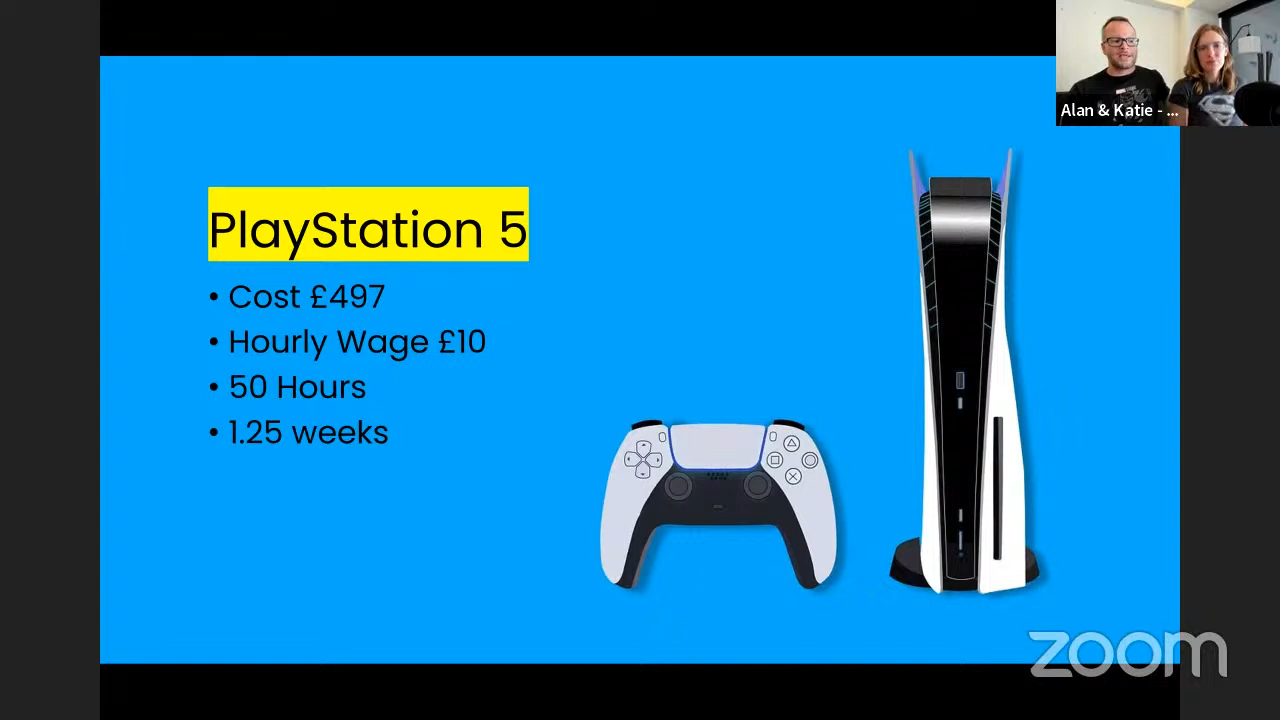 Alan & Katie - ...
PlayStation 5
• Cost £497
• Hourly Wage £10
• 50 Hours
• 1.25 weeks
zoom